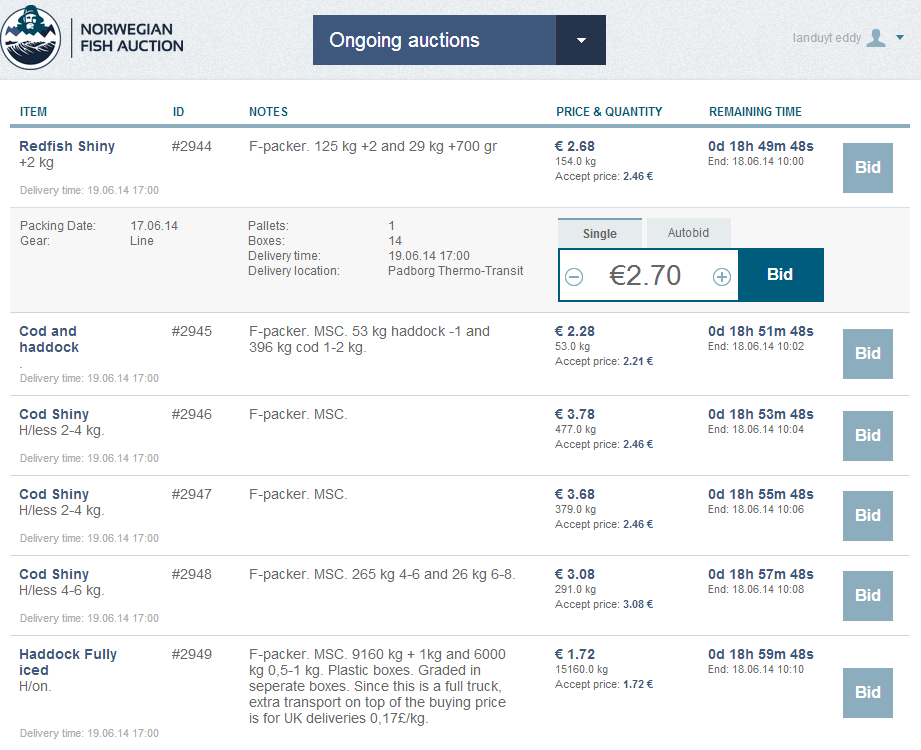 NORWEGIAN
FISH AUCTION
Ongoing auctions
landuyt eddy
ITEM ID NOTES PRICE & QUANTITY REMAINING TIME
Redfish Shiny #2944 F-packer. 125 kg +2 and 29 kg +700 gr € 2.68 0d 18h 49m 48s
+2 kg 154.0 kg End: 18.06.14 10:00
Accept price: 2.46 €
Bid
Delivery time: 19.06.14 17:00
Packing Date: 17.06.14 Pallets: 1
Gear: Line Boxes: 14
Delivery time: 19.06.14 17:00
Delivery location: Padborg Thermo-Transit
Single Autobid
€2.70 Bid
Cod and #2945 F-packer. MSC. 53 kg haddock -1 and € 2.28 0d 18h 51m 48s
haddock 396 kg cod 1-2 kg. 53.0 kg End: 18.06.14 10:02
. Accept price: 2.21 €
Bid
Delivery time: 19.06.14 17:00
Cod Shiny #2946 F-packer. MSC. € 3.78 0d 18h 53m 48s
H/less 2-4 kg. 477.0 kg End: 18.06.14 10:04
Accept price: 2.46 €
Bid
Delivery time: 19.06.14 17:00
Cod Shiny #2947 F-packer. MSC. € 3.68 0d 18h 55m 48s
H/less 2-4 kg. 379.0 kg End: 18.06.14 10:06
Accept price: 2.46 €
Bid
Delivery time: 19.06.14 17:00
Cod Shiny #2948 F-packer. MSC. 265 kg 4-6 and 26 kg 6-8. € 3.08 0d 18h 57m 48s
H/less 4-6 kg. 291.0 kg End: 18.06.14 10:08
Accept price: 3.08 €
Bid
Delivery time: 19.06.14 17:00
Haddock Fully #2949 F-packer. MSC. 9160 kg + 1kg and 6000 € 1.72 0d 18h 59m 48s
iced kg 0,5-1 kg. Plastic boxes. Graded in 15160.0 kg End: 18.06.14 10:10
H/on. seperate boxes. Since this is a full truck, Accept price: 1.72 €
extra transport on top of the buying price
is for UK deliveries 0,17£/kg.
Bid
Delivery time: 19.06.14 17:00